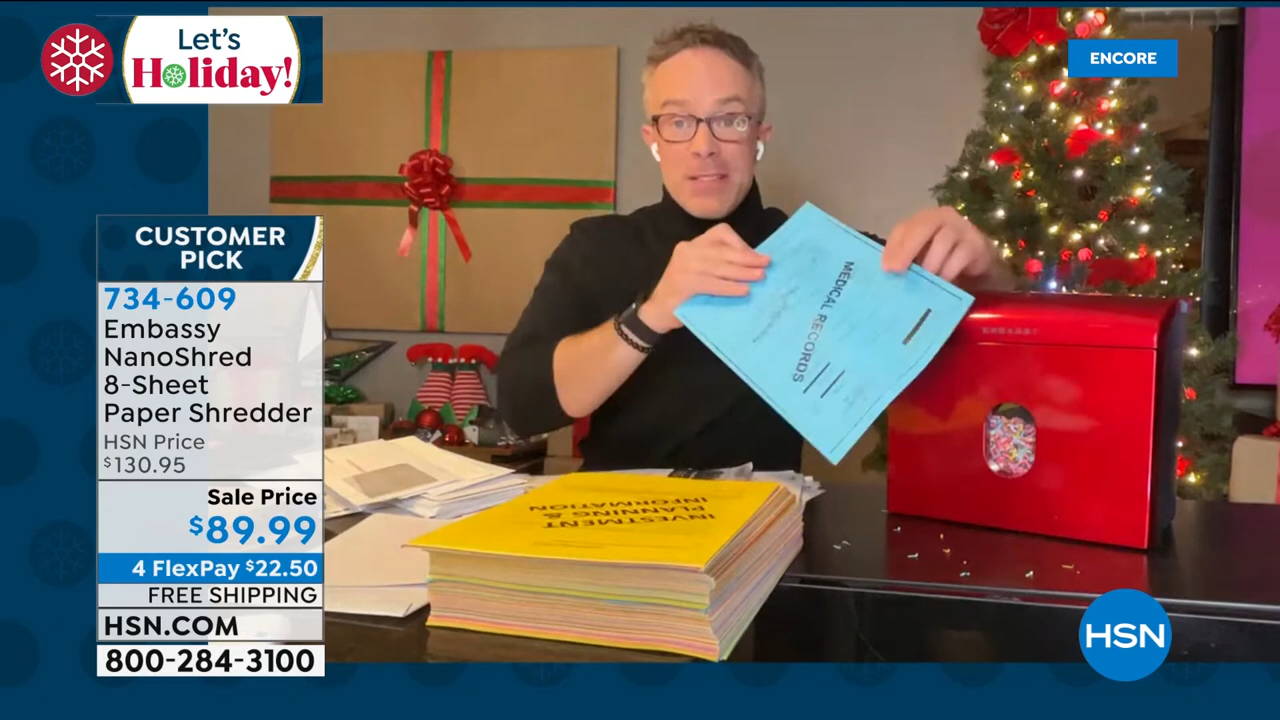 Let's
Holiday!
ENCORE
CUSTOMER
PICK
734-609
Embassy
NanoShred
8-Sheet
Paper Shredder
HSN Price
$130.95
Sale Price
$89.99
4 FlexPay $22.50
FREE SHIPPING
HSN.COM
800-284-3100
MEDICAL RECORDS
INVESTMENT
PLANNING &
INFORMATION
HSN